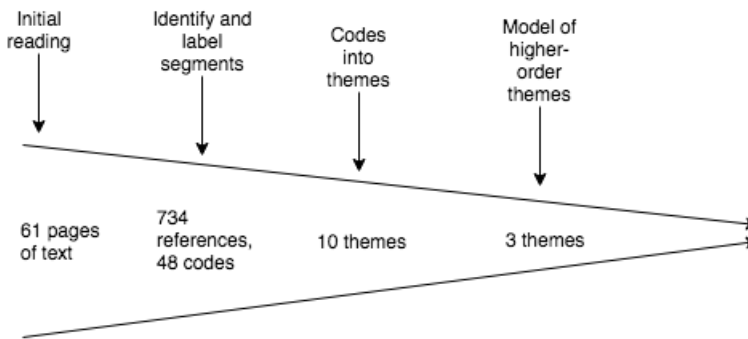 Initial
reading
Identify and
label
segments
Codes
into
themes
Model of
higher-
order
themes
61 pages
of text
734
references,
48 codes
10 themes
3 themes